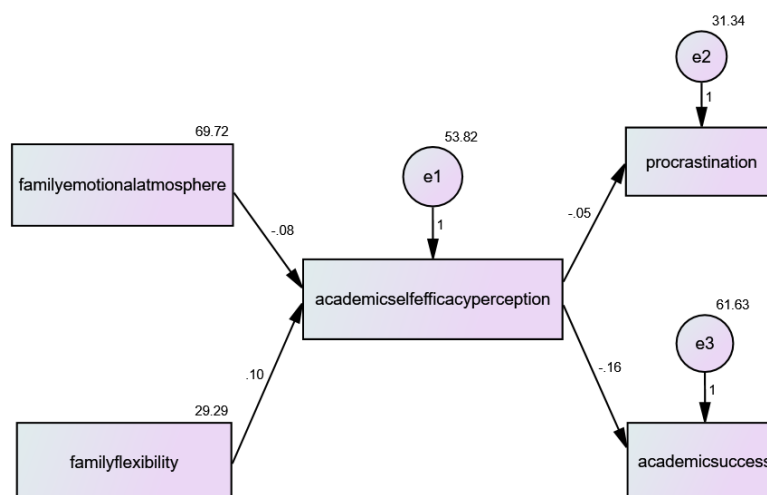 31.34
e2
1
69.72
53.82
familyemotionalatmosphere
e1
procrastination
-.08
1
-.05
academicselfefficacyperception
61.63
e3
.10
-.16
1
29.29
familyflexibility
academicsuccess